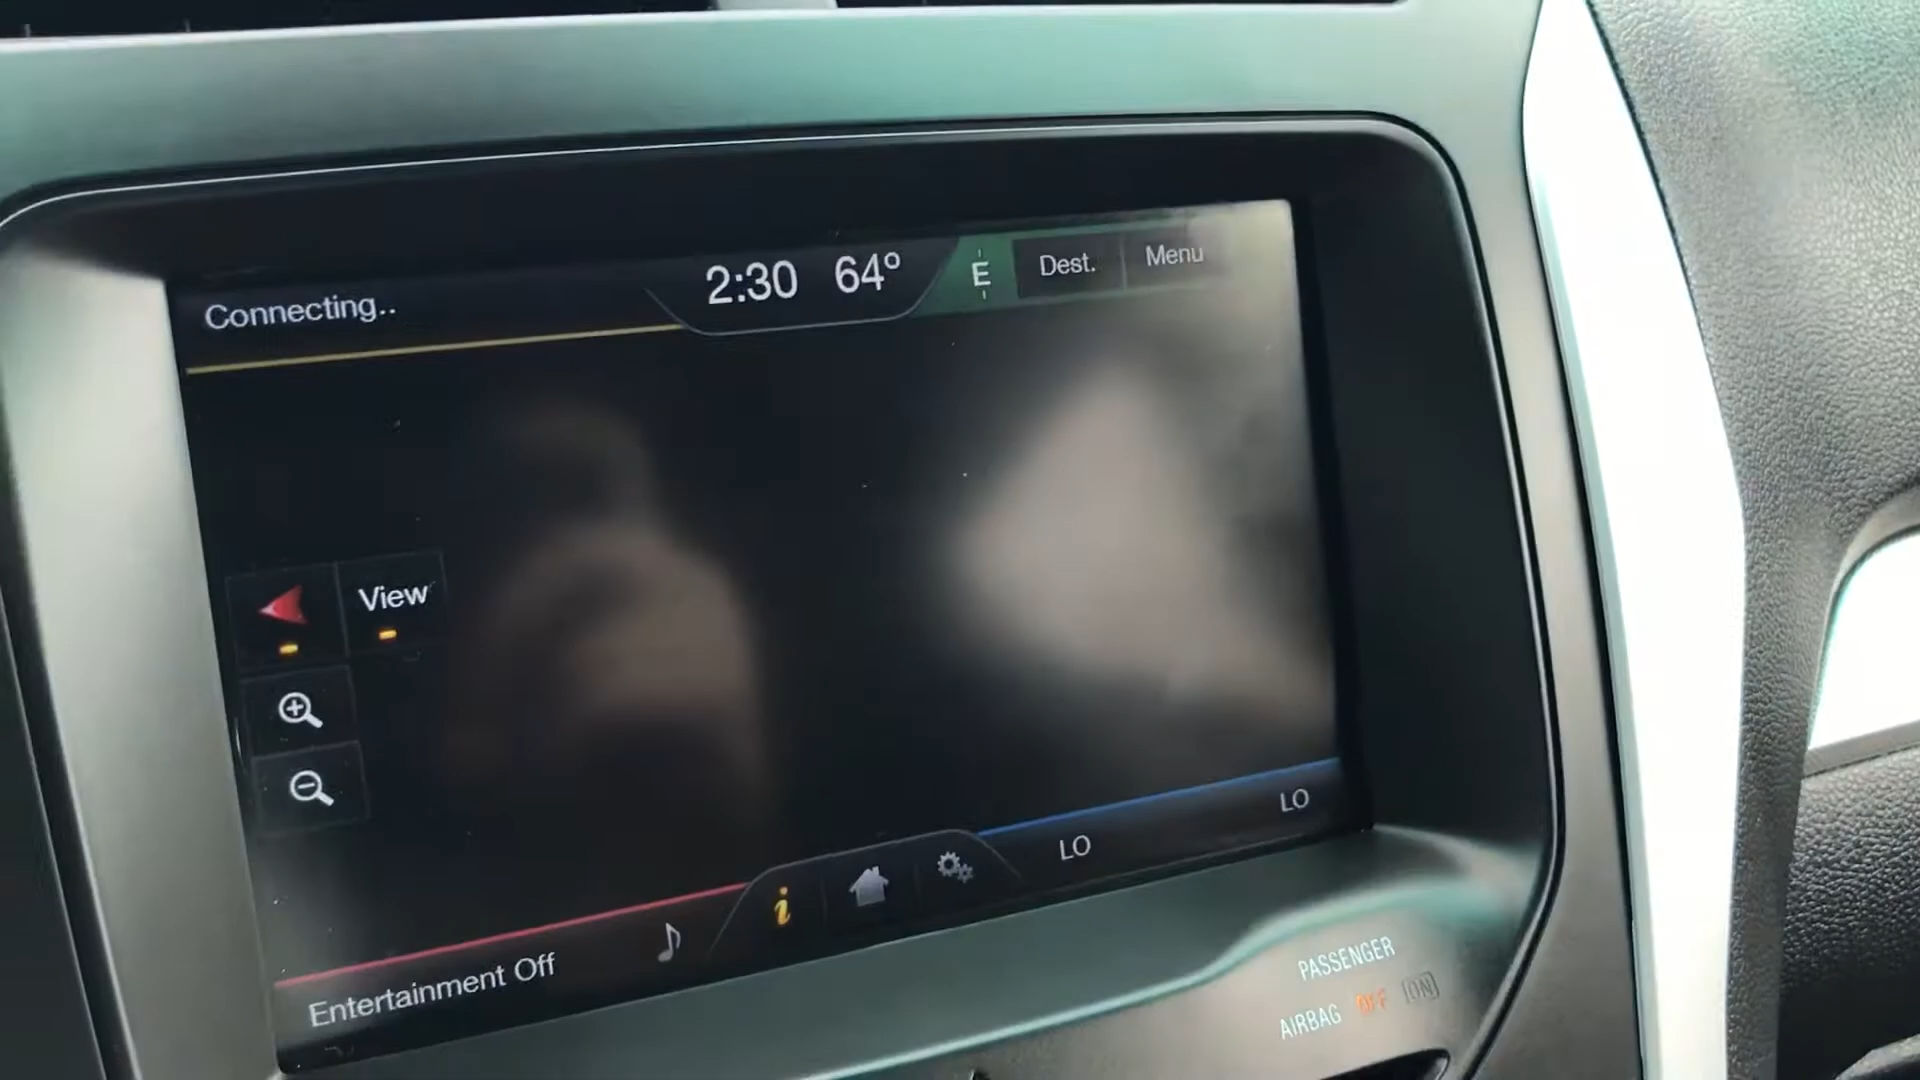 Connecting..
2:30 64°
E
Dest.
Menu
View
LO
LO
i
Entertainment Off
PASSENGER
AIRBAG OFF ON